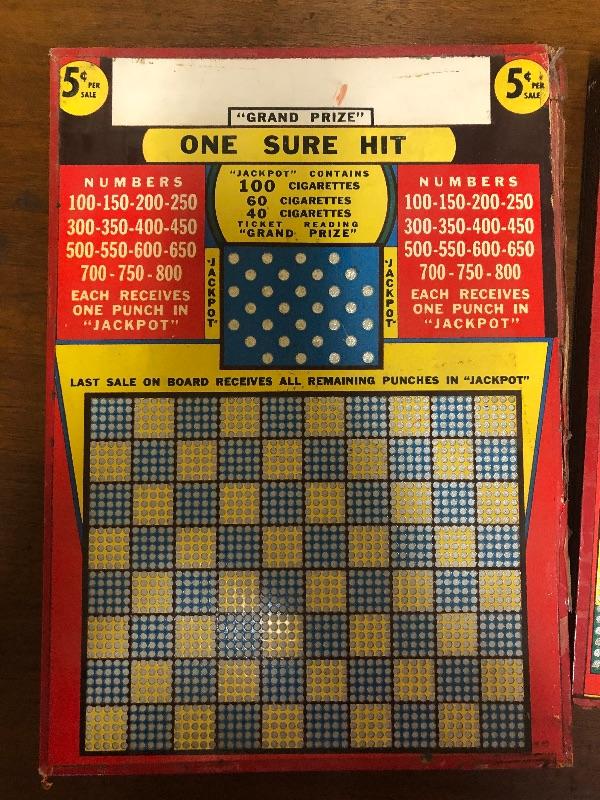 5¢ PER SALE
5¢ PER SALE
"GRAND PRIZE"
ONE SURE HIT
NUMBERS
100-150-200-250
300-350-400-450
500-550-600-650
700-750-800
EACH RECEIVES
ONE PUNCH IN
"JACKPOT"
"JACKPOT" CONTAINS
100 CIGARETTES
60 CIGARETTES
40 CIGARETTES
TICKET READING
"GRAND PRIZE"
"JACKPOT"
"JACKPOT"
NUMBERS
100-150-200-250
300-350-400-450
500-550-600-650
700-750-800
EACH RECEIVES
ONE PUNCH IN
"JACKPOT"
LAST SALE ON BOARD RECEIVES ALL REMAINING PUNCHES IN "JACKPOT"